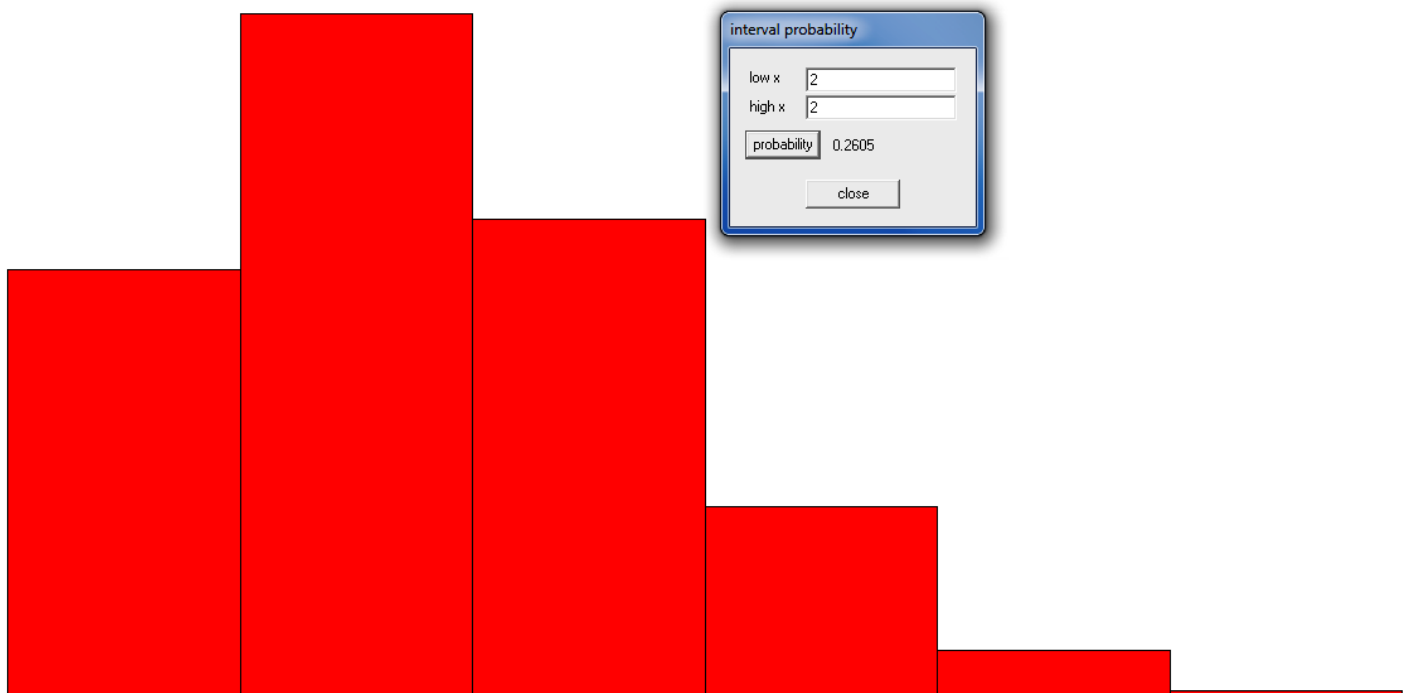 interval probability
low x 2
high x 2
probability 0.2605
close